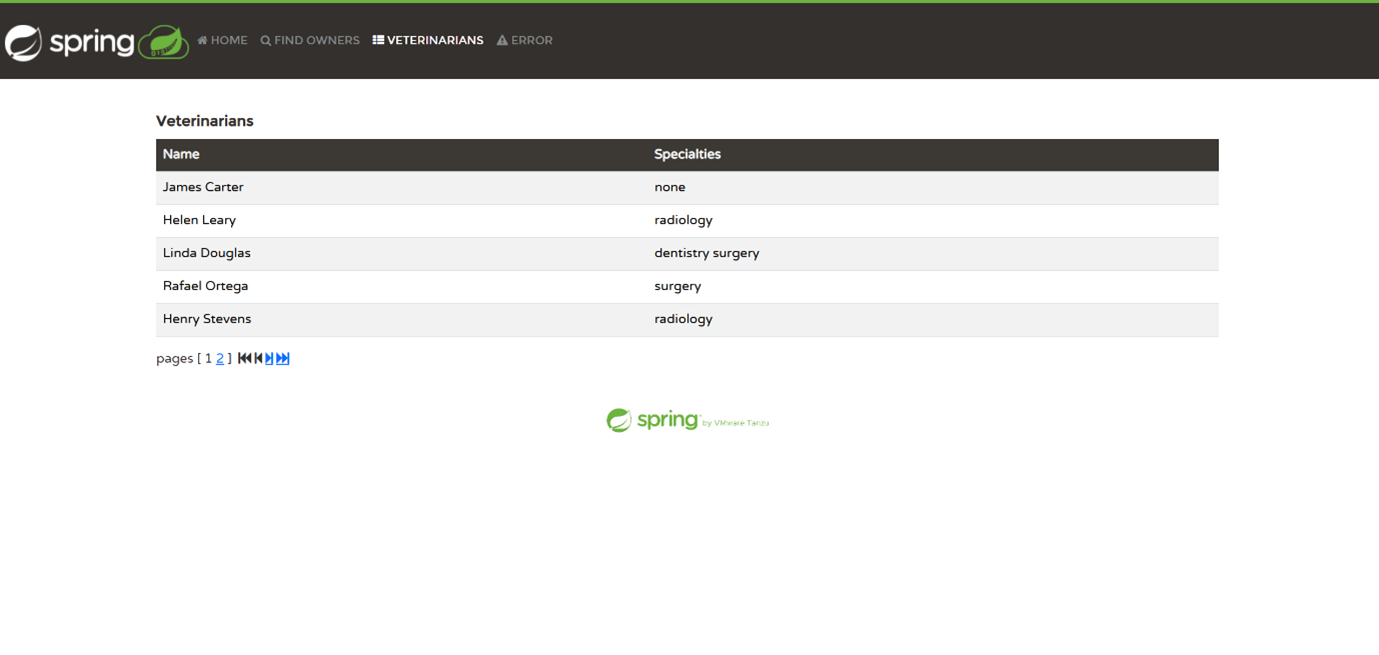 spring
HOME FIND OWNERS VETERINARIANS ERROR
Veterinarians
Name Specialties
James Carter none
Helen Leary radiology
Linda Douglas dentistry surgery
Rafael Ortega surgery
Henry Stevens radiology
pages [ 1 2 ]
spring by VMware Tanzu